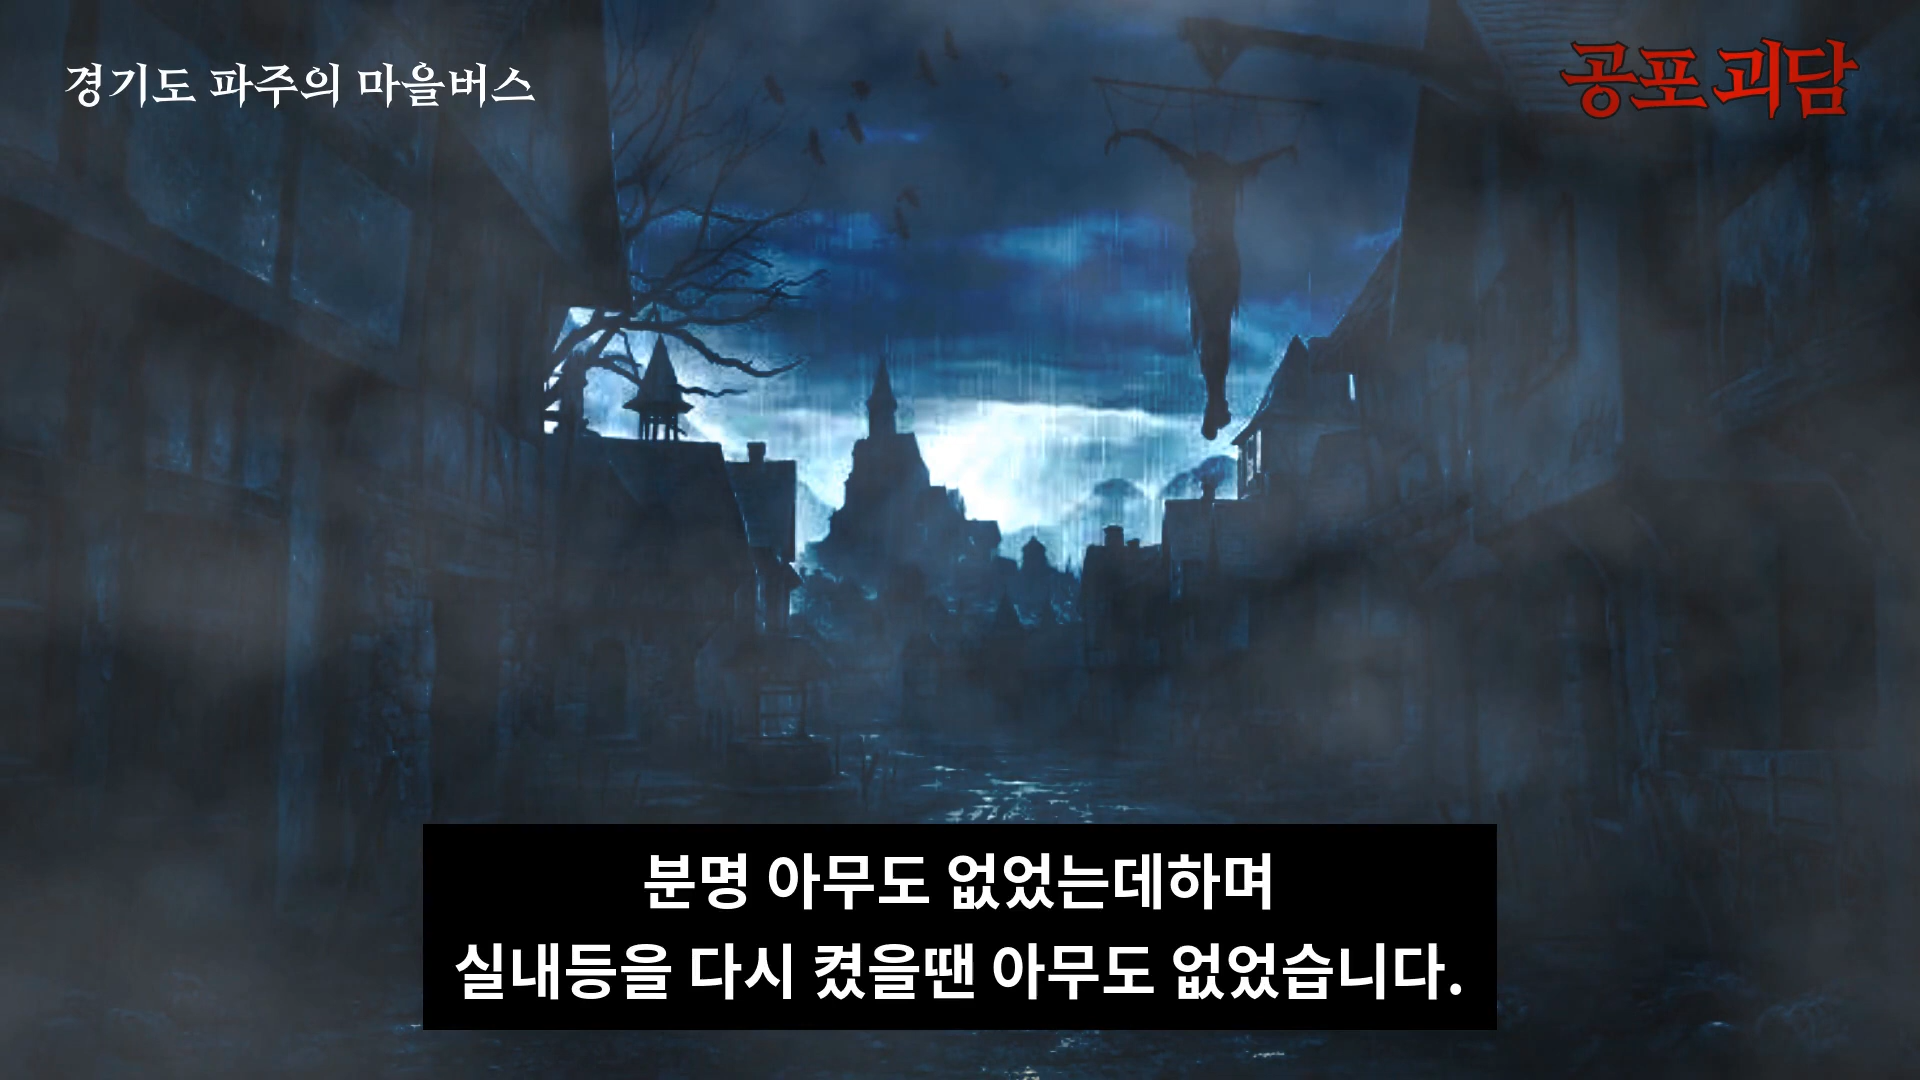 경기도 파주의 마을버스
공포 괴담
분명 아무도 없었는데하며
실내등을 다시 켰을땐 아무도 없었습니다.